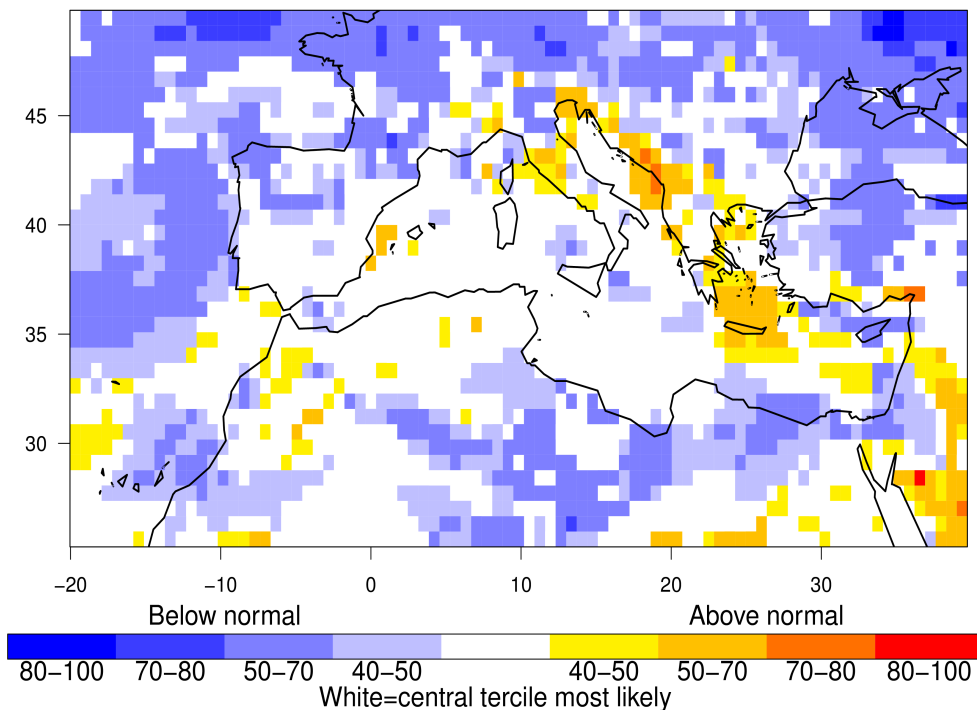 45
40
35
30
−20 −10 0 10 20 30
Below normal Above normal
80−100 70−80 50−70 40−50 40−50 50−70 70−80 80−100
White=central tercile most likely